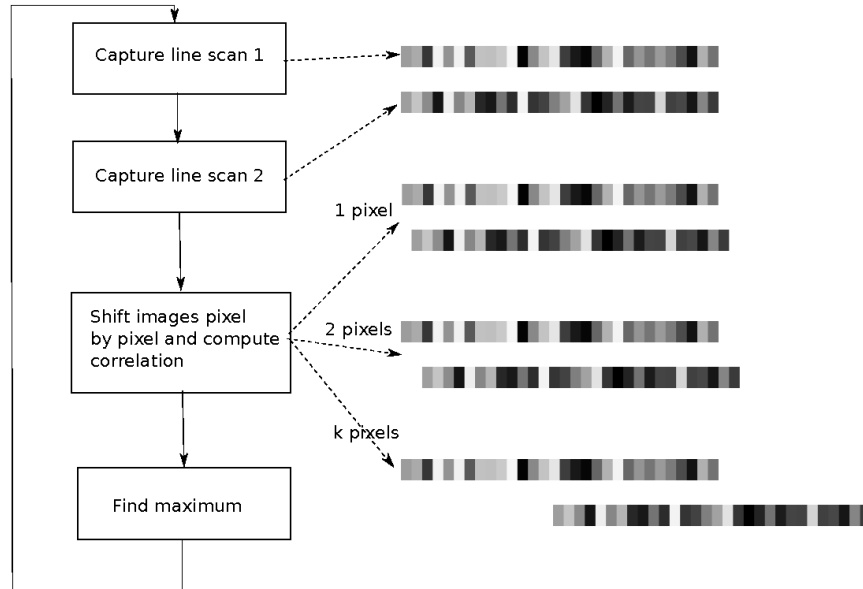 Capture line scan 1
Capture line scan 2
1 pixel
Shift images pixel
by pixel and compute
correlation
2 pixels
k pixels
Find maximum